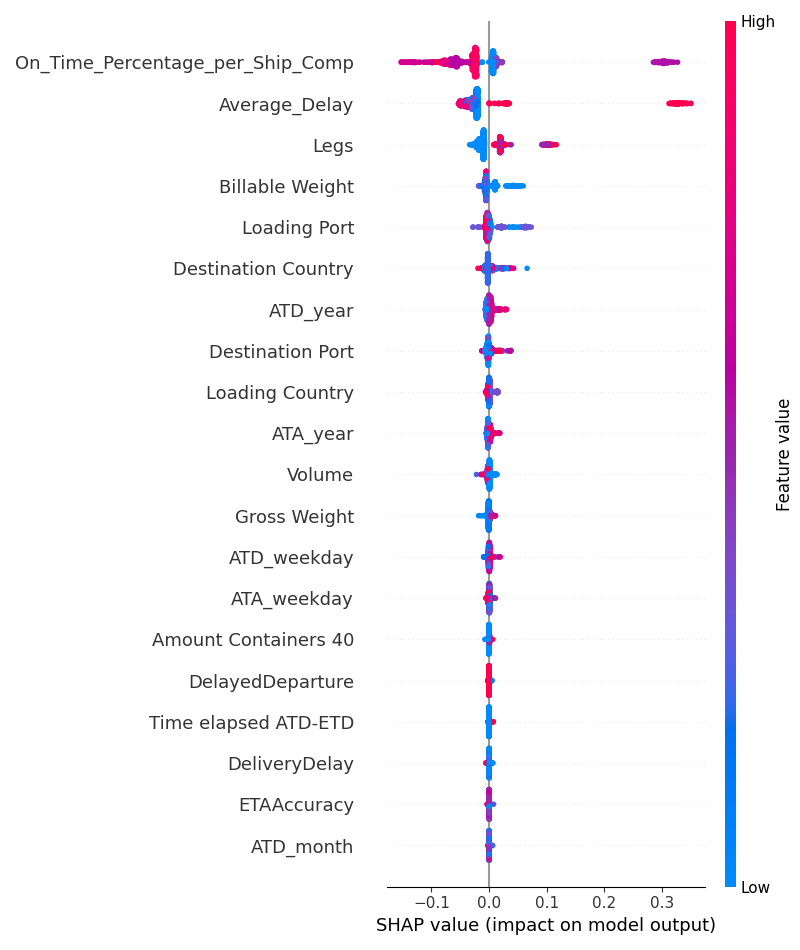 High
On_Time_Percentage_per_Ship_Comp
Average_Delay
Legs
Billable Weight
Loading Port
Destination Country
ATD_year
Destination Port
Loading Country
ATA_year
Volume
Gross Weight
ATD_weekday
ATA_weekday
Amount Containers 40
DelayedDeparture
Time elapsed ATD-ETD
DeliveryDelay
ETAAccuracy
ATD_month
Feature value
Low
−0.1 0.0 0.1 0.2 0.3
SHAP value (impact on model output)